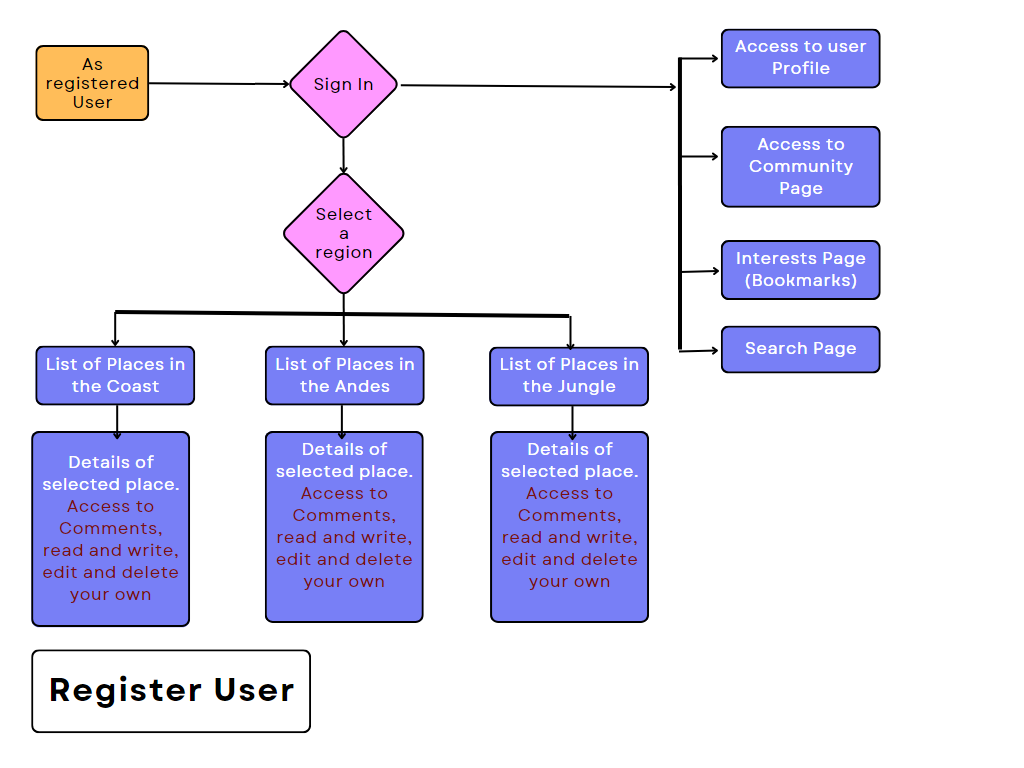 As
registered
User
Sign In
Access to user
Profile
Access to
Community
Page
Interests Page
(Bookmarks)
Search Page
Select
a
region
List of Places in
the Coast
List of Places in
the Andes
List of Places in
the Jungle
Details of
selected place.
Access to
Comments,
read and write,
edit and delete
your own
Details of
selected place.
Access to
Comments,
read and write,
edit and delete
your own
Details of
selected place.
Access to
Comments,
read and write,
edit and delete
your own
Register User